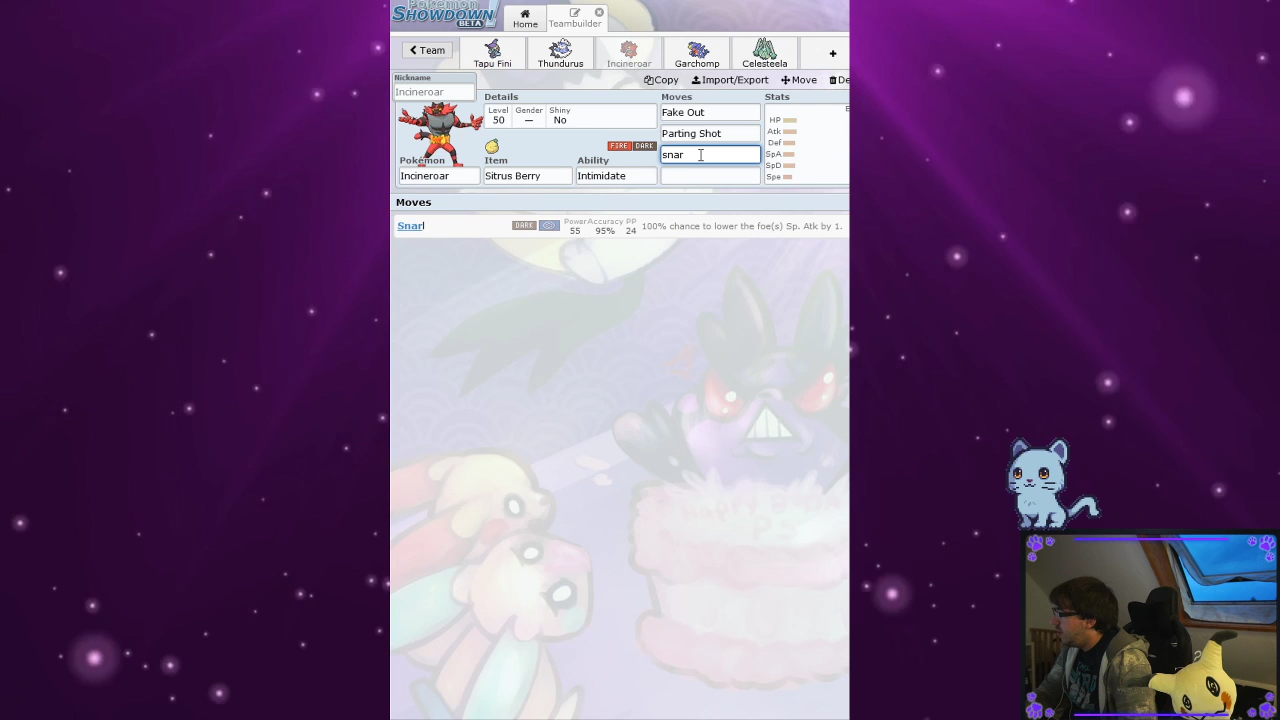 Pokémon
SHOWDOWN
BETA
Home
Teambuilder
Team
Tapu Fini
Thundurus
Incineroar
Garchomp
Celesteela
+
Copy
Import/Export
Move
De
Nickname
Incineroar
Details
Level
50
Gender
—
Shiny
No
Moves
Fake Out
Parting Shot
snar
Stats
HP
Atk
Def
SpA
SpD
Spe
FIRE DARK
Pokémon
Incineroar
Item
Sitrus Berry
Ability
Intimidate
Moves
Snarl DARK Power 55 Accuracy 95% PP 24 100% chance to lower the foe(s) Sp. Atk by 1.